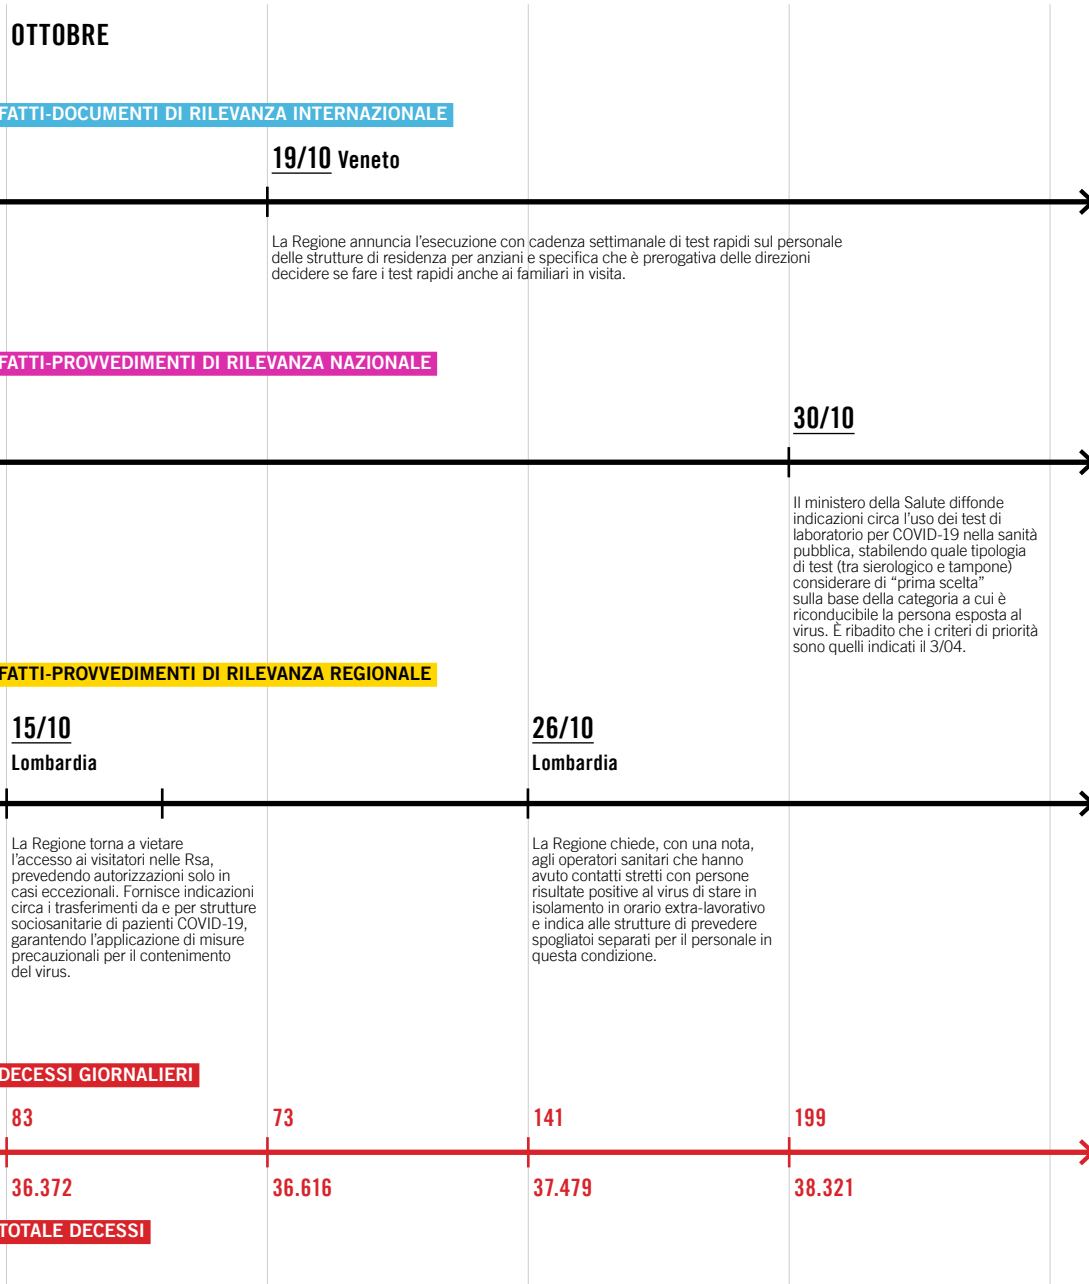 OTTOBRE
FATTI-DOCUMENTI DI RILEVANZA INTERNAZIONALE
19/10 Veneto
La Regione annuncia l’esecuzione con cadenza settimanale di test rapidi sul personale
delle strutture di residenza per anziani e specifica che è prerogativa delle direzioni
decidere se fare i test rapidi anche ai familiari in visita.
FATTI-PROVVEDIMENTI DI RILEVANZA NAZIONALE
30/10
Il ministero della Salute diffonde
indicazioni circa l’uso dei test di
laboratorio per COVID-19 nella sanità
pubblica, stabilendo quale tipologia
di test (tra sierologico e tampone)
considerare di “prima scelta”
sulla base della categoria a cui è
riconducibile la persona esposta al
virus. È ribadito che i criteri di priorità
sono quelli indicati il 3/04.
FATTI-PROVVEDIMENTI DI RILEVANZA REGIONALE
15/10
Lombardia
La Regione torna a vietare
l’accesso ai visitatori nelle Rsa,
prevedendo autorizzazioni solo in
casi eccezionali. Fornisce indicazioni
circa i trasferimenti da e per strutture
sociosanitarie di pazienti COVID-19,
garantendo l’applicazione di misure
precauzionali per il contenimento
del virus.
26/10
Lombardia
La Regione chiede, con una nota,
agli operatori sanitari che hanno
avuto contatti stretti con persone
risultate positive al virus di stare in
isolamento in orario extra-lavorativo
e indica alle strutture di prevedere
spogliatoi separati per il personale in
questa condizione.
DECESSI GIORNALIERI
83 73 141 199
36.372 36.616 37.479 38.321
TOTALE DECESSI